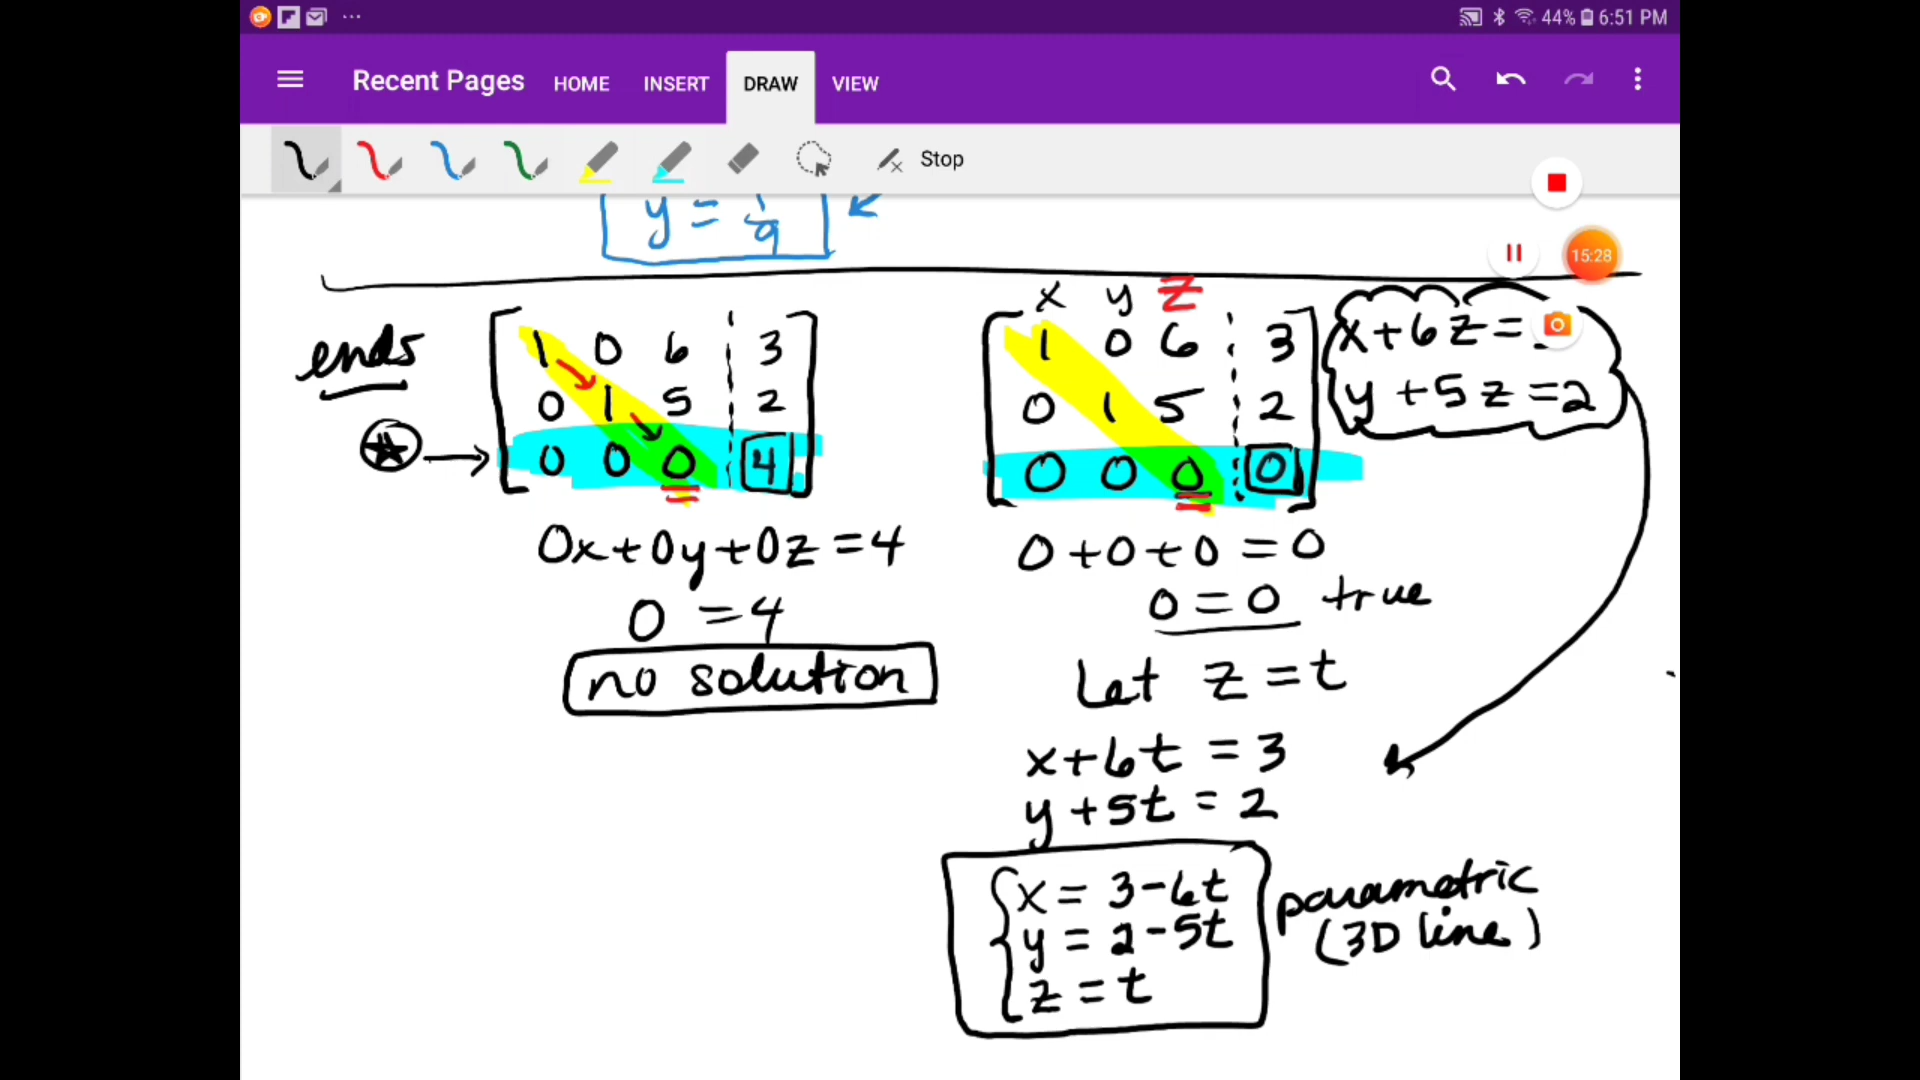 44% 6:51 PM
Recent Pages HOME INSERT DRAW VIEW
Stop
15:28
y = 1/9
ends
1 0 6 3
0 1 5 2
0 0 0 4
0x+0y+0z=4
0 =4
no solution
x y z
1 0 6 3
0 1 5 2
0 0 0 0
x+6z=
y+5z=2
0+0+0=0
0=0 true
Let z=t
x+6t=3
y+5t=2
x=3-6t
y=2-5t
z=t
parametric
(3D line)